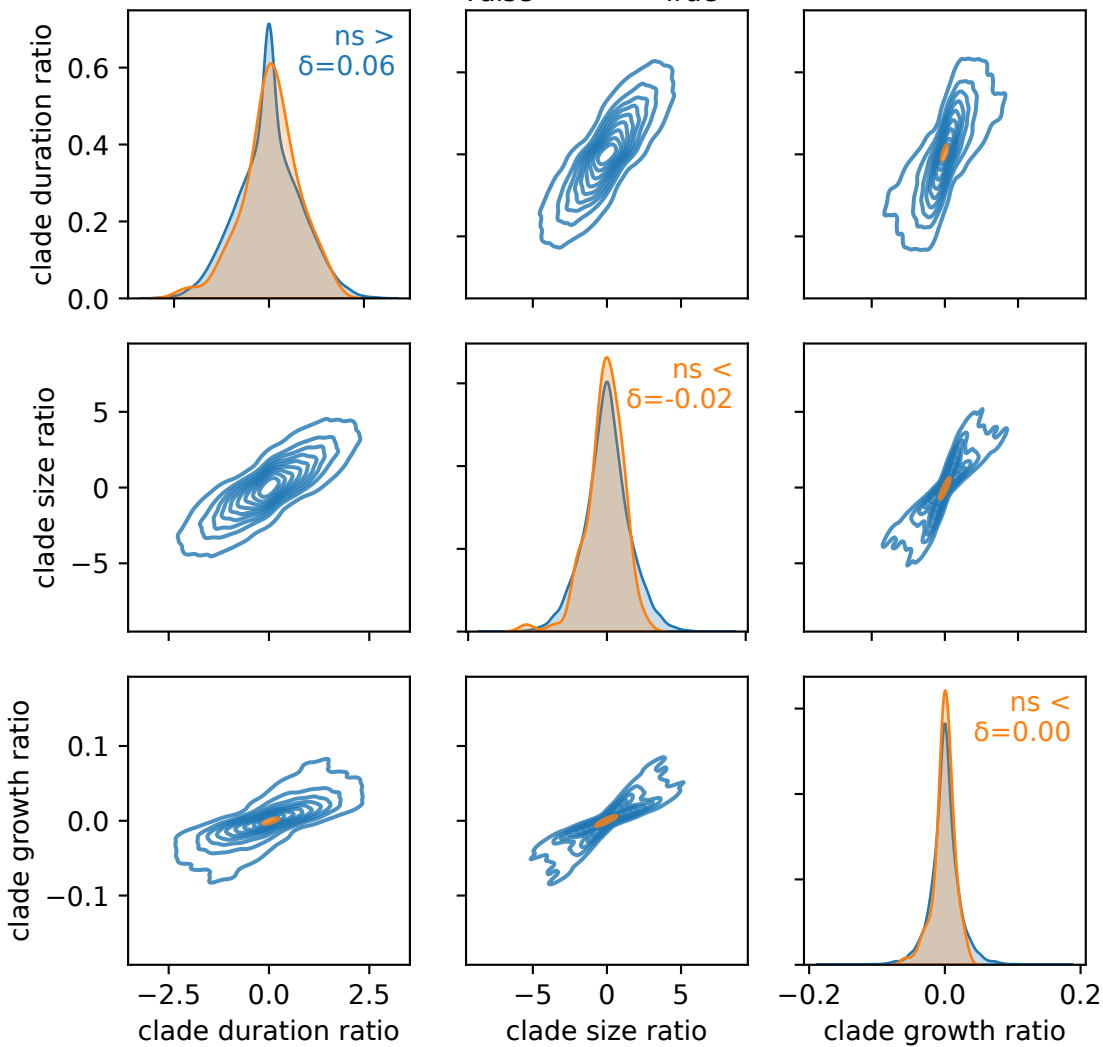 True
clade duration ratio
0.6
0.4
0.2
0.0
ns >
δ=0.06
clade size ratio
5
0
−5
ns <
δ=-0.02
clade growth ratio
0.1
0.0
−0.1
ns <
δ=0.00
−2.5 0.0 2.5
−5 0 5
−0.2 0.0 0.2
clade duration ratio
clade size ratio
clade growth ratio